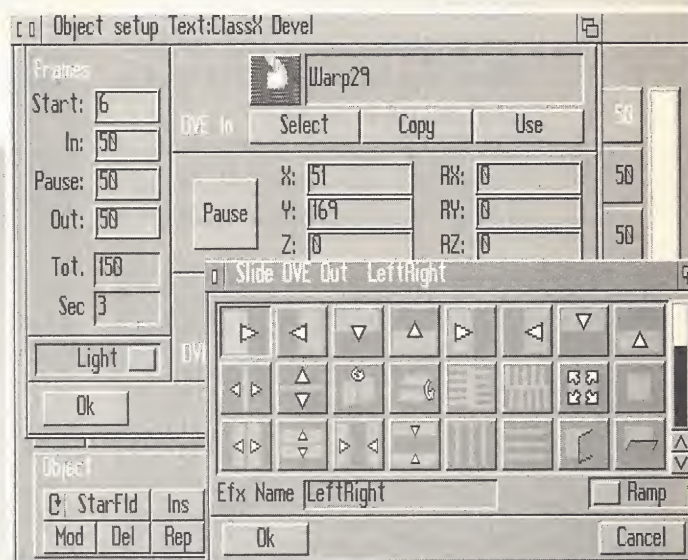 Object setup Text:ClassX Devel
Frames
Start: 6
In: 50
Pause: 50
Out: 50
Tot. 150
Sec 3
Light
Ok
Warp29
DVE In
Select Copy Use
Pause
X: 51 RX: 0
Y: 169 RY: 0
Z: 0 RZ: 0
50
50
50
DV
Slide DVE Out LeftRight
Efx Name LeftRight
Ramp
Ok Cancel
Object
StarFld Ins
Mod Del Rep